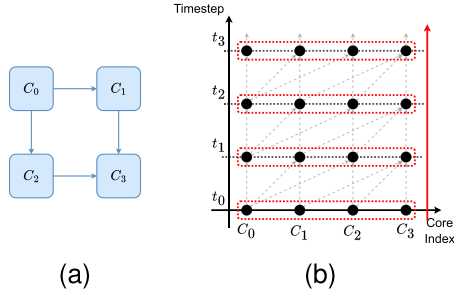 Timestep
C₀ C₁
C₂ C₃
t₃
t₂
t₁
t₀
C₀ C₁ C₂ C₃
Core
Index
(a) (b)